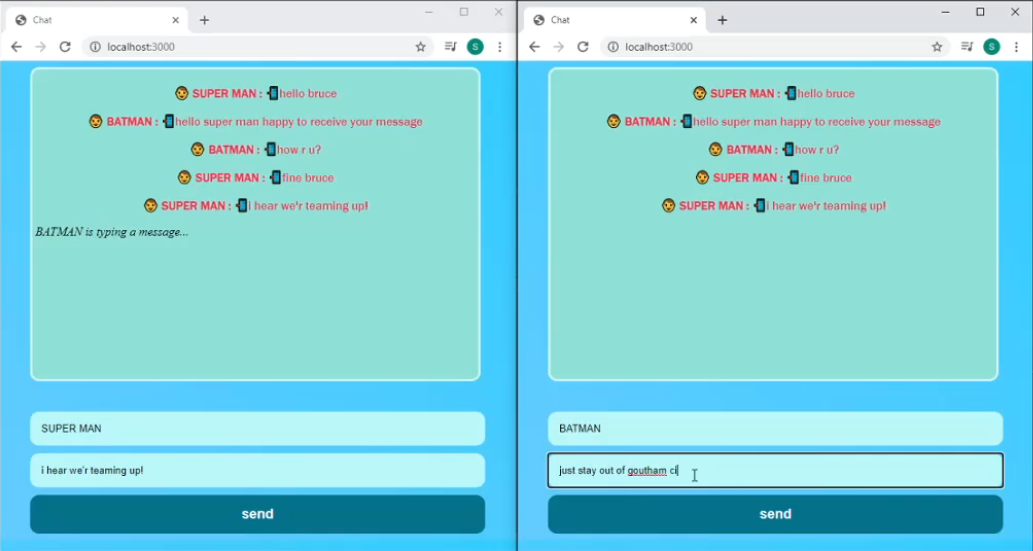 Chat
localhost:3000
S
SUPER MAN : hello bruce
BATMAN : hello super man happy to receive your message
BATMAN : how r u?
SUPER MAN : fine bruce
SUPER MAN : i hear we'r teaming up!
BATMAN is typing a message...
SUPER MAN
i hear we'r teaming up!
send
Chat
localhost:3000
S
SUPER MAN : hello bruce
BATMAN : hello super man happy to receive your message
BATMAN : how r u?
SUPER MAN : fine bruce
SUPER MAN : i hear we'r teaming up!
BATMAN
just stay out of goutham ci
send